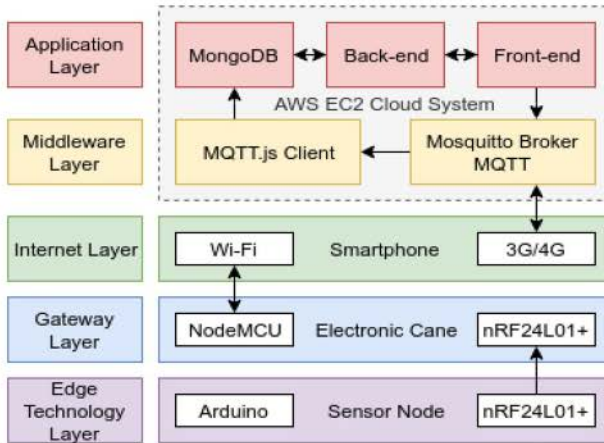 Application
Layer
MongoDB
Back-end
Front-end
AWS EC2 Cloud System
Middleware
Layer
MQTT.js Client
Mosquitto Broker
MQTT
Internet Layer
Wi-Fi
Smartphone
3G/4G
Gateway
Layer
NodeMCU
Electronic Cane
nRF24L01+
Edge
Technology
Layer
Arduino
Sensor Node
nRF24L01+